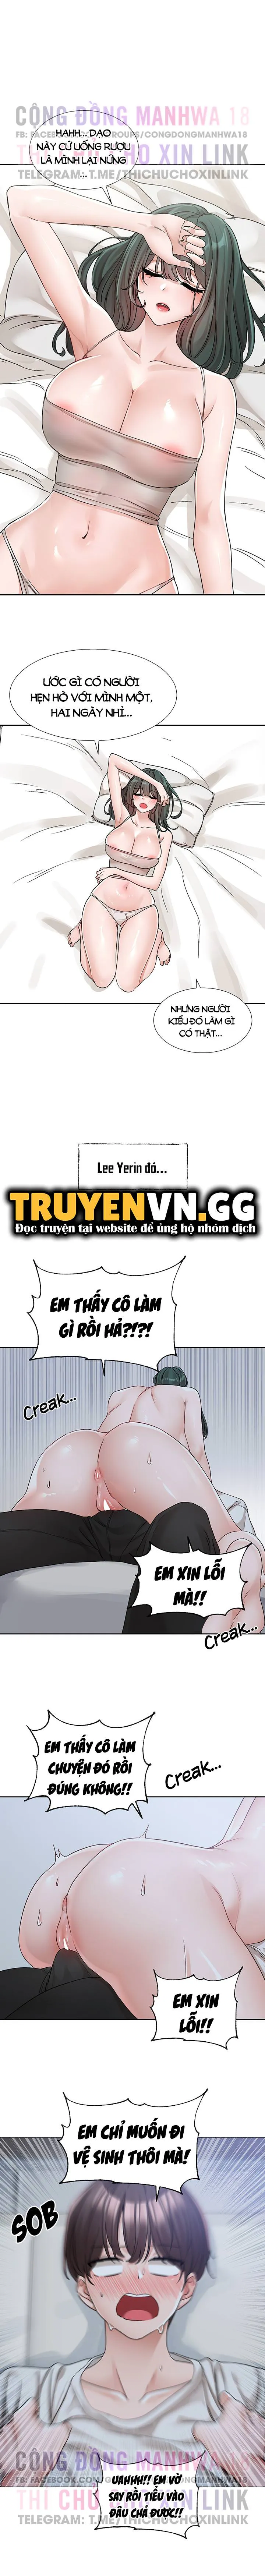 CỘNG ĐỒNG MANHWA 18
HAHH... DẠO
NÀY CỨ UỐNG RƯỢU
LÀ MÌNH LẠI NỨNG
...
TELEGRAM: T.ME/THICHUCHOXINLINK
ƯỚC GÌ CÓ NGƯỜI
HẸN HÒ VỚI MÌNH MỘT,
HAI NGÀY NHỈ...
NHƯNG NGƯỜI
KIỂU ĐÓ LÀM GÌ
CÓ THẬT...
Lee Yerin đó...
TRUYENVN.GG
Đọc truyện tại website để ủng hộ nhóm dịch
EM THẤY CÔ LÀM
GÌ RỒI HẢ?!?!
Creak...
EM XIN LỖI
MÀ!!
Creak...
EM THẤY CÔ LÀM
CHUYỆN ĐÓ RỒI
ĐÚNG KHÔNG!!
Creak...
EM XIN
LỖI!!
EM CHỈ MUỐN ĐI
VỆ SINH THÔI MÀ!
SOB
CỘNG ĐỒNG MANHWA 18
UAHHH!! EM VỜ
SAY RỒI TIỂU VÀO
ĐÂU CHẢ ĐƯỢC!!
TELEGRAM: T.ME/THICHUCHOXINLINK